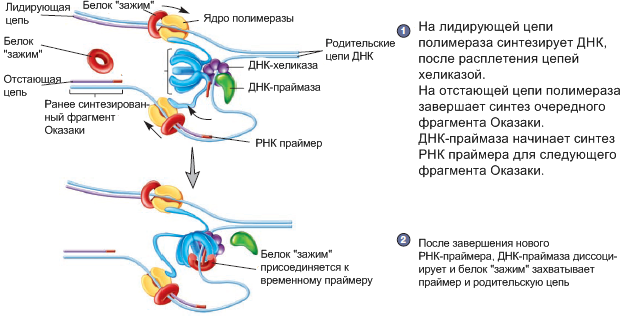 Лидирующая
цепь
Белок "зажим"
Ядро полимеразы
Белок
"зажим"
Родительские
цепи ДНК
ДНК-хеликаза
ДНК-праймаза
Отстающая
цепь
Ранее синтезирован-
ный фрагмент
Оказаки
РНК праймер
1
На лидирующей цепи
полимераза синтезирует ДНК,
после расплетения цепей
хеликазой.
На отстающей цепи полимераза
завершает синтез очередного
фрагмента Оказаки.
ДНК-праймаза начинает синтез
РНК праймера для следующего
фрагмента Оказаки.
Белок "зажим"
присоединяется к
временному праймеру
2
После завершения нового
РНК-праймера, ДНК-праймаза диссоци-
ирует и белок "зажим" захватывает
праймер и родительскую цепь